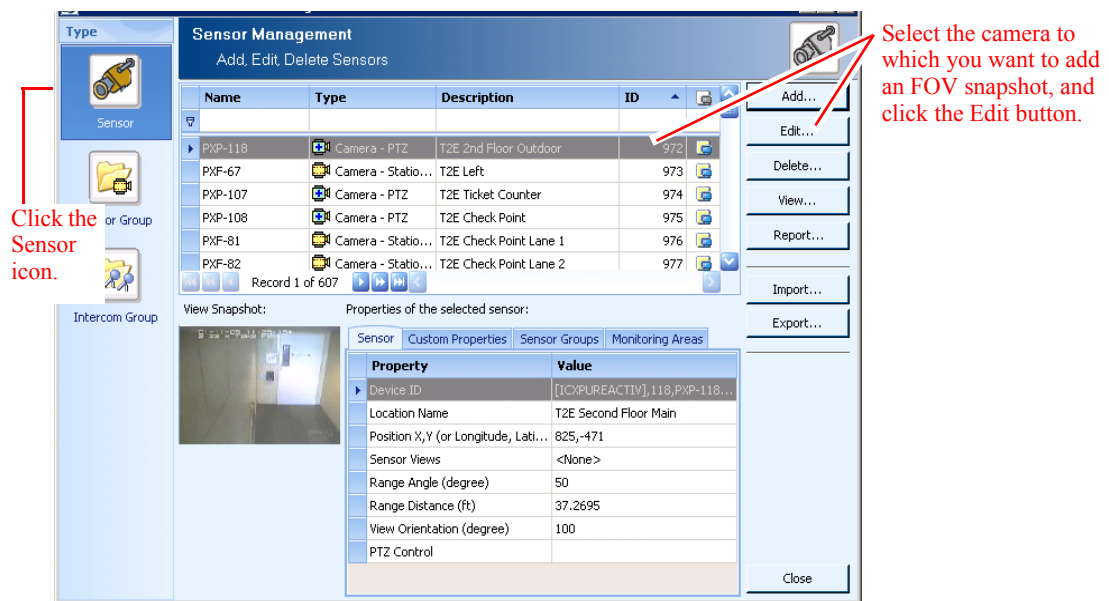 Type
Sensor Management
Add, Edit, Delete Sensors
Select the camera to
which you want to add
an FOV snapshot, and
click the Edit button.
Sensor
or Group
Intercom Group
Click the
Sensor
icon.
Name Type Description ID
PXP-118 Camera - PTZ T2E 2nd Floor Outdoor 972
PXF-67 Camera - Statio... T2E Left 973
PXP-107 Camera - PTZ T2E Ticket Counter 974
PXP-108 Camera - PTZ T2E Check Point 975
PXF-81 Camera - Statio... T2E Check Point Lane 1 976
PXF-82 Camera - Statio... T2E Check Point Lane 2 977
Record 1 of 607
Add...
Edit...
Delete...
View...
Report...
Import...
Export...
Close
View Snapshot:
Properties of the selected sensor:
Sensor Custom Properties Sensor Groups Monitoring Areas
Property Value
Device ID [ICXPUREACTIV],118,PXP-118...
Location Name T2E Second Floor Main
Position X,Y (or Longitude, Lati... 825,-471
Sensor Views <None>
Range Angle (degree) 50
Range Distance (ft) 37.2695
View Orientation (degree) 100
PTZ Control